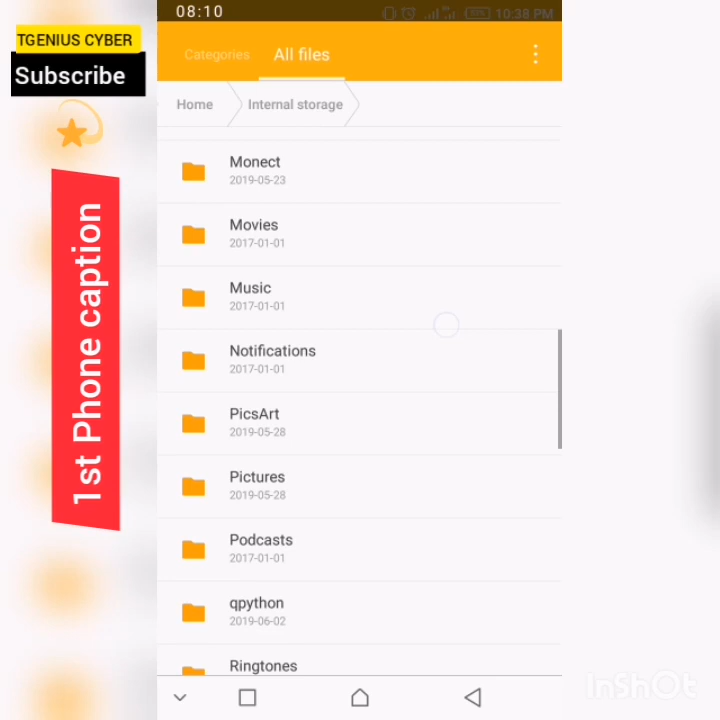 TGENIUS CYBER
Subscribe
1st Phone caption
08:10
10:38 PM
Categories
All files
Home
Internal storage
Monect
2019-05-23
Movies
2017-01-01
Music
2017-01-01
Notifications
2017-01-01
PicsArt
2019-05-28
Pictures
2019-05-28
Podcasts
2017-01-01
qpython
2019-06-02
Ringtones
InShOt